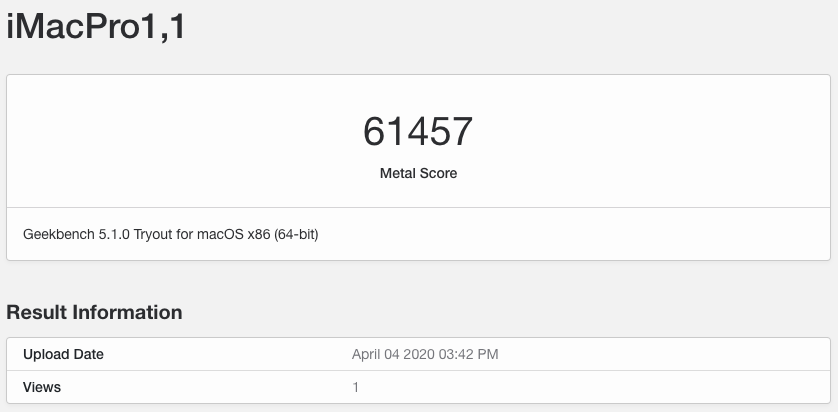 iMacPro1,1
61457
Metal Score
Geekbench 5.1.0 Tryout for macOS x86 (64-bit)
Result Information
Upload Date April 04 2020 03:42 PM
Views 1